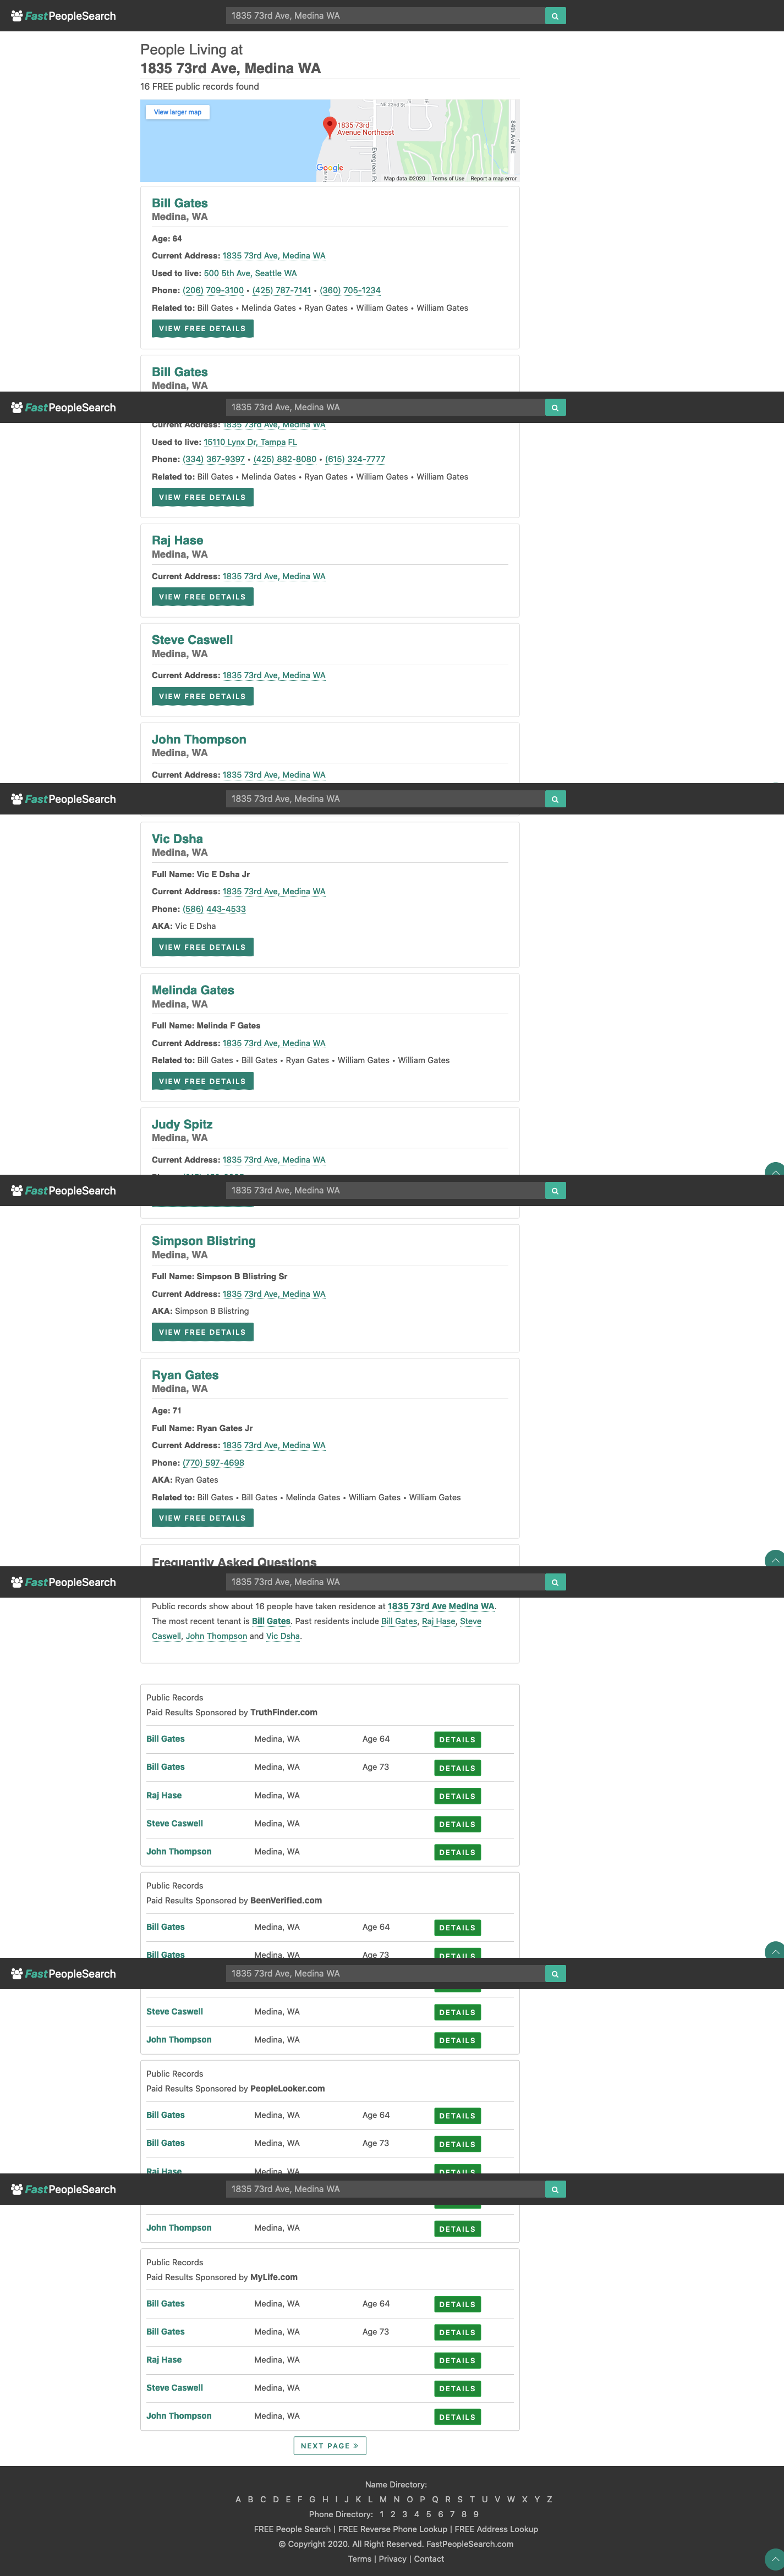 FastPeopleSearch
1835 73rd Ave, Medina WA
People Living at
1835 73rd Ave, Medina WA
16 FREE public records found
View larger map
NE 22nd St
84th Ave NE
1835 73rd
Avenue Northeast
Google
Map data ©2020 Terms of Use Report a map error
Bill Gates
Medina, WA
Age: 64
Current Address: 1835 73rd Ave, Medina WA
Used to live: 500 5th Ave, Seattle WA
Phone: (206) 709-3100 • (425) 787-7141 • (360) 705-1234
Related to: Bill Gates • Melinda Gates • Ryan Gates • William Gates • William Gates
VIEW FREE DETAILS
Bill Gates
Medina, WA
FastPeopleSearch
1835 73rd Ave, Medina WA
Current Address: 1835 73rd Ave, Medina WA
Used to live: 15110 Lynx Dr, Tampa FL
Phone: (334) 367-9397 • (425) 882-8080 • (615) 324-7777
Related to: Bill Gates • Melinda Gates • Ryan Gates • William Gates • William Gates
VIEW FREE DETAILS
Raj Hase
Medina, WA
Current Address: 1835 73rd Ave, Medina WA
VIEW FREE DETAILS
Steve Caswell
Medina, WA
Current Address: 1835 73rd Ave, Medina WA
VIEW FREE DETAILS
John Thompson
Medina, WA
Current Address: 1835 73rd Ave, Medina WA
FastPeopleSearch
1835 73rd Ave, Medina WA
Vic Dsha
Medina, WA
Full Name: Vic E Dsha Jr
Current Address: 1835 73rd Ave, Medina WA
Phone: (586) 443-4533
AKA: Vic E Dsha
VIEW FREE DETAILS
Melinda Gates
Medina, WA
Full Name: Melinda F Gates
Current Address: 1835 73rd Ave, Medina WA
Related to: Bill Gates • Bill Gates • Ryan Gates • William Gates • William Gates
VIEW FREE DETAILS
Judy Spitz
Medina, WA
Current Address: 1835 73rd Ave, Medina WA
FastPeopleSearch
1835 73rd Ave, Medina WA
Simpson Blistring
Medina, WA
Full Name: Simpson B Blistring Sr
Current Address: 1835 73rd Ave, Medina WA
AKA: Simpson B Blistring
VIEW FREE DETAILS
Ryan Gates
Medina, WA
Age: 71
Full Name: Ryan Gates Jr
Current Address: 1835 73rd Ave, Medina WA
Phone: (770) 597-4698
AKA: Ryan Gates
Related to: Bill Gates • Bill Gates • Melinda Gates • William Gates • William Gates
VIEW FREE DETAILS
Frequently Asked Questions
FastPeopleSearch
1835 73rd Ave, Medina WA
Public records show about 16 people have taken residence at 1835 73rd Ave Medina WA.
The most recent tenant is Bill Gates. Past residents include Bill Gates, Raj Hase, Steve
Caswell, John Thompson and Vic Dsha.
Public Records
Paid Results Sponsored by TruthFinder.com
Bill Gates Medina, WA Age 64 DETAILS
Bill Gates Medina, WA Age 73 DETAILS
Raj Hase Medina, WA DETAILS
Steve Caswell Medina, WA DETAILS
John Thompson Medina, WA DETAILS
Public Records
Paid Results Sponsored by BeenVerified.com
Bill Gates Medina, WA Age 64 DETAILS
Bill Gates Medina, WA Age 73 DETAILS
FastPeopleSearch
1835 73rd Ave, Medina WA
Steve Caswell Medina, WA DETAILS
John Thompson Medina, WA DETAILS
Public Records
Paid Results Sponsored by PeopleLooker.com
Bill Gates Medina, WA Age 64 DETAILS
Bill Gates Medina, WA Age 73 DETAILS
Raj Hase Medina, WA DETAILS
FastPeopleSearch
1835 73rd Ave, Medina WA
John Thompson Medina, WA DETAILS
Public Records
Paid Results Sponsored by MyLife.com
Bill Gates Medina, WA Age 64 DETAILS
Bill Gates Medina, WA Age 73 DETAILS
Raj Hase Medina, WA DETAILS
Steve Caswell Medina, WA DETAILS
John Thompson Medina, WA DETAILS
NEXT PAGE »
Name Directory:
A B C D E F G H I J K L M N O P Q R S T U V W X Y Z
Phone Directory: 1 2 3 4 5 6 7 8 9
FREE People Search | FREE Reverse Phone Lookup | FREE Address Lookup
© Copyright 2020. All Right Reserved. FastPeopleSearch.com
Terms | Privacy | Contact